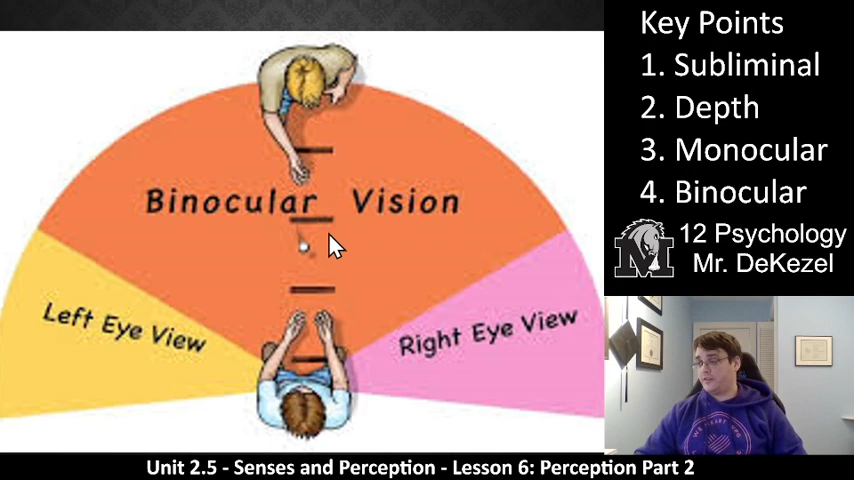 Binocular Vision
Left Eye View
Right Eye View
Key Points
1. Subliminal
2. Depth
3. Monocular
4. Binocular
M
12 Psychology
Mr. DeKezel
Unit 2.5 - Senses and Perception - Lesson 6: Perception Part 2